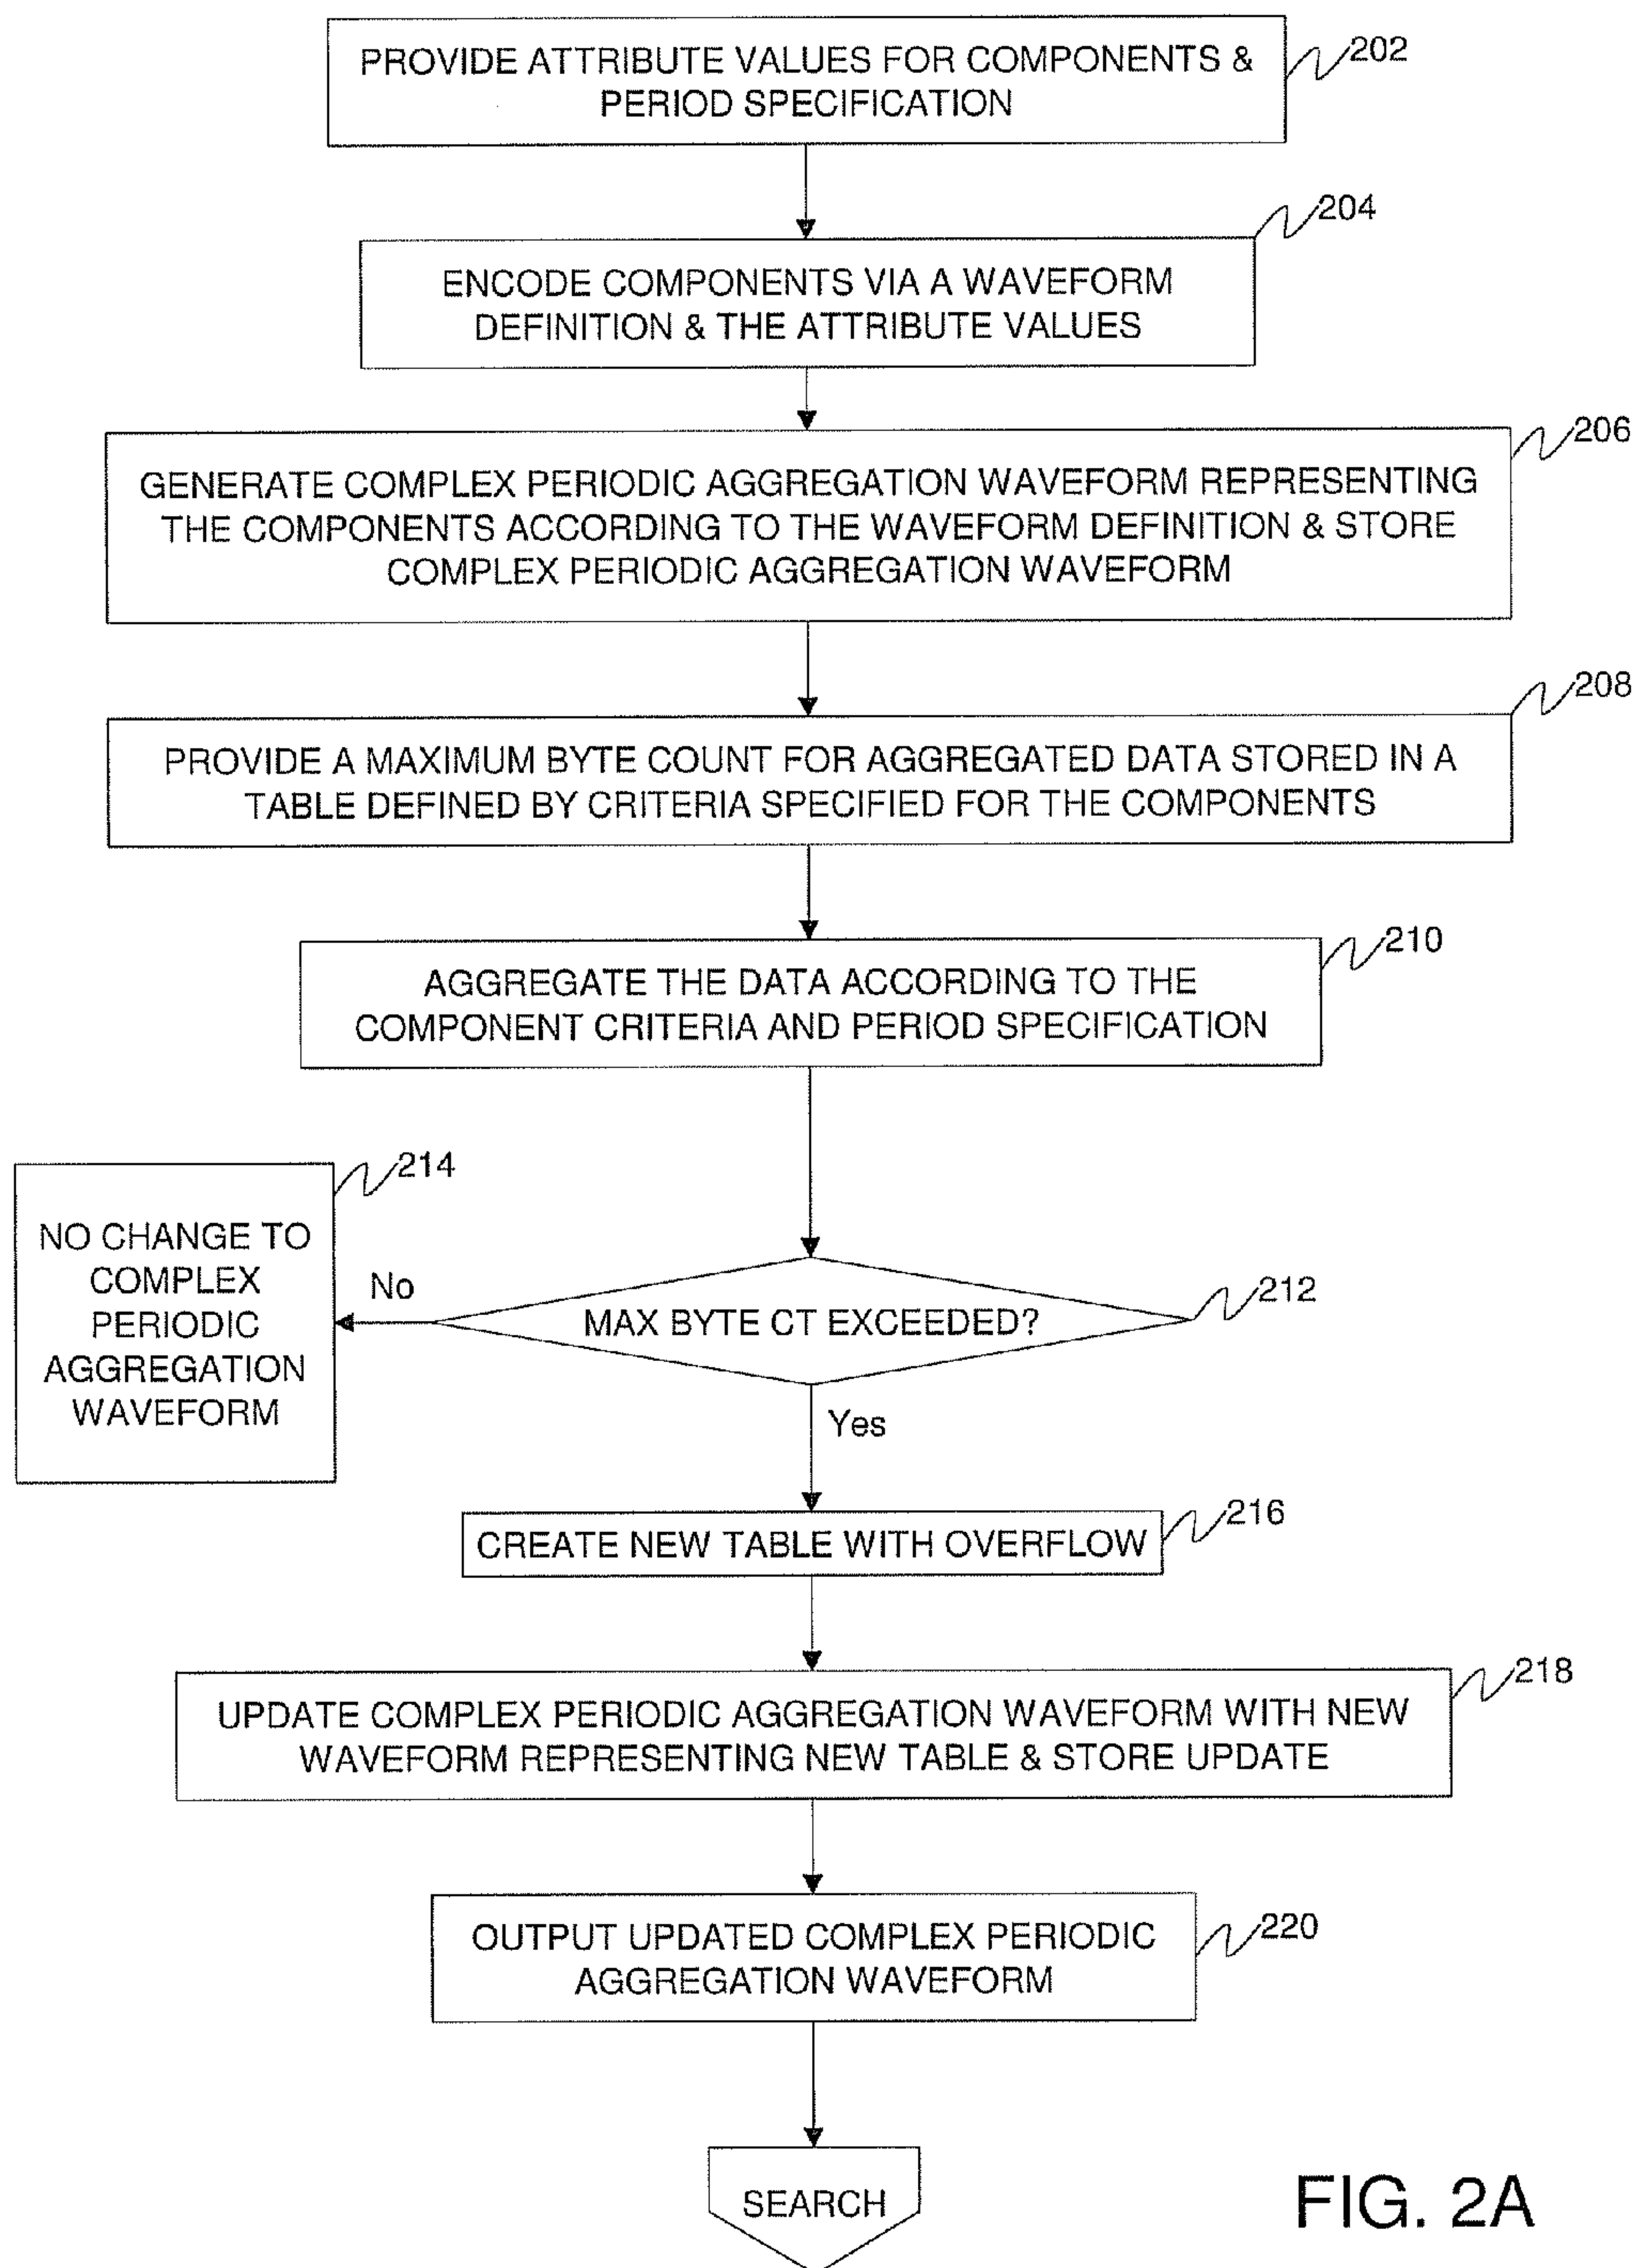 PROVIDE ATTRIBUTE VALUES FOR COMPONENTS &
PERIOD SPECIFICATION
202
204
ENCODE COMPONENTS VIA A WAVEFORM
DEFINITION & THE ATTRIBUTE VALUES
206
GENERATE COMPLEX PERIODIC AGGREGATION WAVEFORM REPRESENTING
THE COMPONENTS ACCORDING TO THE WAVEFORM DEFINITION & STORE
COMPLEX PERIODIC AGGREGATION WAVEFORM
208
PROVIDE A MAXIMUM BYTE COUNT FOR AGGREGATED DATA STORED IN A
TABLE DEFINED BY CRITERIA SPECIFIED FOR THE COMPONENTS
210
AGGREGATE THE DATA ACCORDING TO THE
COMPONENT CRITERIA AND PERIOD SPECIFICATION
214
NO CHANGE TO
COMPLEX
PERIODIC
AGGREGATION
WAVEFORM
No
MAX BYTE CT EXCEEDED?
212
Yes
216
CREATE NEW TABLE WITH OVERFLOW
218
UPDATE COMPLEX PERIODIC AGGREGATION WAVEFORM WITH NEW
WAVEFORM REPRESENTING NEW TABLE & STORE UPDATE
220
OUTPUT UPDATED COMPLEX PERIODIC
AGGREGATION WAVEFORM
SEARCH
FIG. 2A